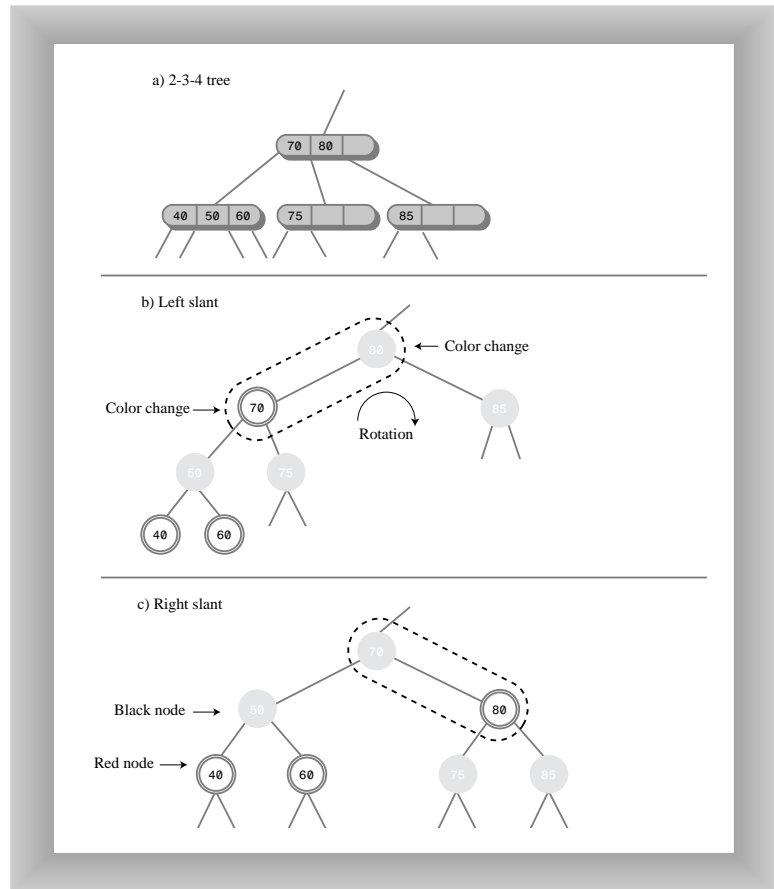 a) 2-3-4 tree
70 80
40 50 60 75 85
b) Left slant
80
Color change
Color change
70
85
Rotation
50
75
40
60
c) Right slant
70
Black node
50
80
Red node
40
60
75
85